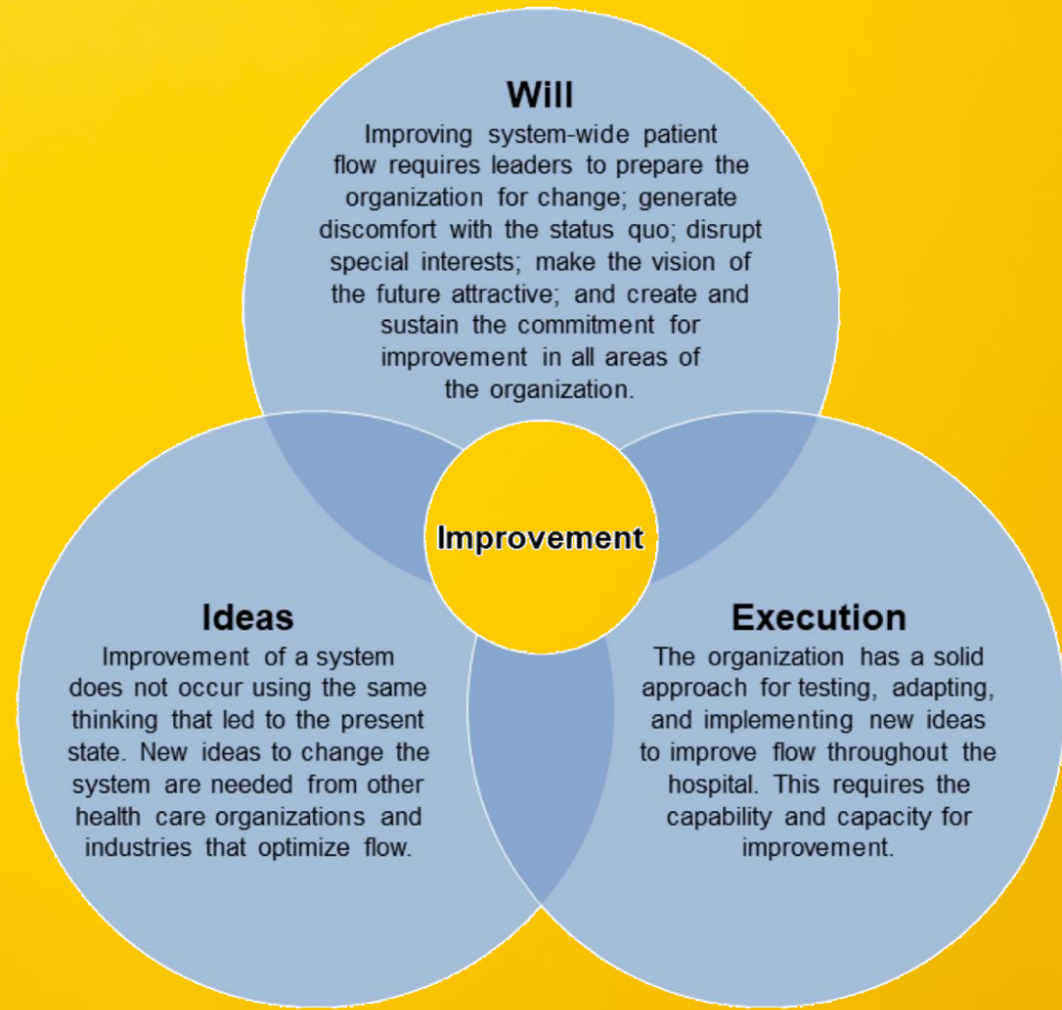 Will
Improving system-wide patient
flow requires leaders to prepare the
organization for change; generate
discomfort with the status quo; disrupt
special interests; make the vision of
the future attractive; and create and
sustain the commitment for
improvement in all areas of
the organization.
Improvement
Ideas
Improvement of a system
does not occur using the same
thinking that led to the present
state. New ideas to change the
system are needed from other
health care organizations and
industries that optimize flow.
Execution
The organization has a solid
approach for testing, adapting,
and implementing new ideas
to improve flow throughout the
hospital. This requires the
capability and capacity for
improvement.